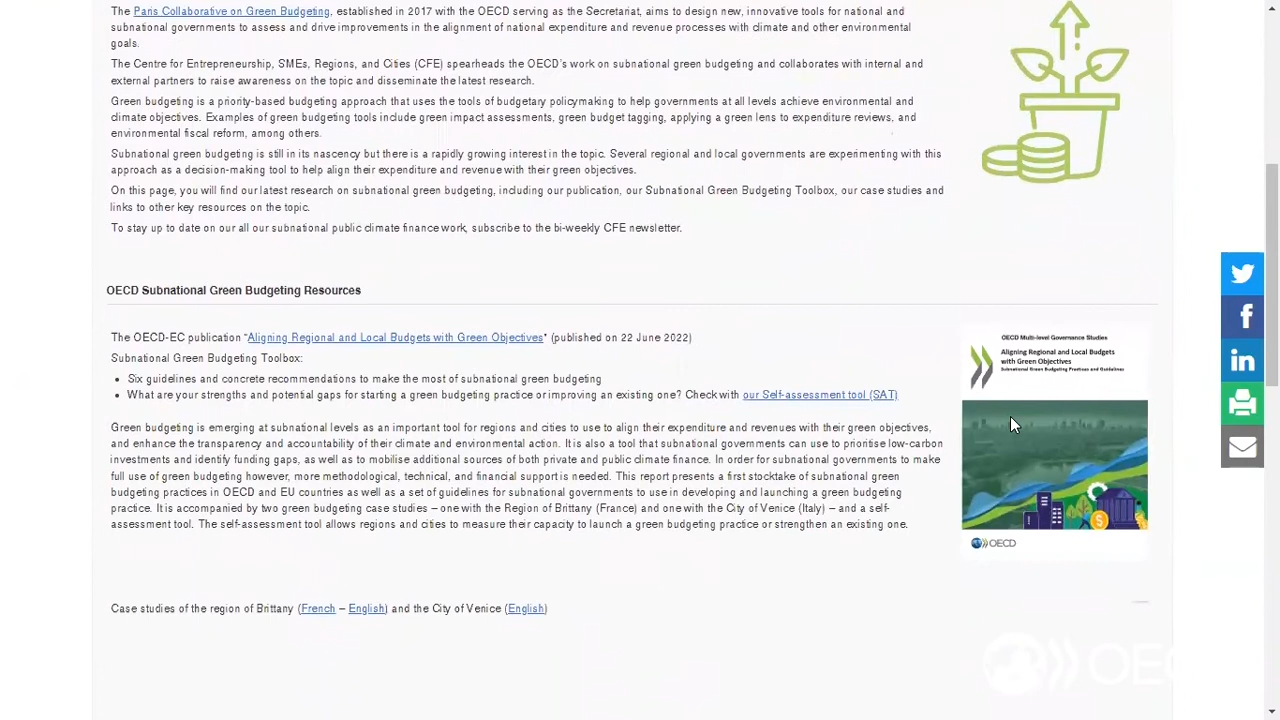 The Paris Collaborative on Green Budgeting, established in 2017 with the OECD serving as the Secretariat, aims to design new, innovative tools for national and
subnational governments to assess and drive improvements in the alignment of national expenditure and revenue processes with climate and other environmental
goals.
The Centre for Entrepreneurship, SMEs, Regions, and Cities (CFE) spearheads the OECD's work on subnational green budgeting and collaborates with internal and
external partners to raise awareness on the topic and disseminate the latest research.
Green budgeting is a priority-based budgeting approach that uses the tools of budgetary policymaking to help governments at all levels achieve environmental and
climate objectives. Examples of green budgeting tools include green impact assessments, green budget tagging, applying a green lens to expenditure reviews, and
environmental fiscal reform, among others.
Subnational green budgeting is still in its nascency but there is a rapidly growing interest in the topic. Several regional and local governments are experimenting with this
approach as a decision-making tool to help align their expenditure and revenue with their green objectives.
On this page, you will find our latest research on subnational green budgeting, including our publication, our Subnational Green Budgeting Toolbox, our case studies and
links to other key resources on the topic.
To stay up to date on our all our subnational public climate finance work, subscribe to the bi-weekly CFE newsletter.
OECD Subnational Green Budgeting Resources
The OECD-EC publication "Aligning Regional and Local Budgets with Green Objectives" (published on 22 June 2022)
Subnational Green Budgeting Toolbox:
• Six guidelines and concrete recommendations to make the most of subnational green budgeting
• What are your strengths and potential gaps for starting a green budgeting practice or improving an existing one? Check with our Self-assessment tool (SAT)
Green budgeting is emerging at subnational levels as an important tool for regions and cities to use to align their expenditure and revenues with their green objectives,
and enhance the transparency and accountability of their climate and environmental action. It is also a tool that subnational governments can use to prioritise low-carbon
investments and identify funding gaps, as well as to mobilise additional sources of both private and public climate finance. In order for subnational governments to make
full use of green budgeting however, more methodological, technical, and financial support is needed. This report presents a first stocktake of subnational green
budgeting practices in OECD and EU countries as well as a set of guidelines for subnational governments to use in developing and launching a green budgeting
practice. It is accompanied by two green budgeting case studies – one with the Region of Brittany (France) and one with the City of Venice (Italy) – and a self-
assessment tool. The self-assessment tool allows regions and cities to measure their capacity to launch a green budgeting practice or strengthen an existing one.
Case studies of the region of Brittany (French – English) and the City of Venice (English)
OECD Multi-level Governance Studies
Aligning Regional and Local Budgets
with Green Objectives
Subnational Green Budgeting Practices and Guidelines
OECD
OEC